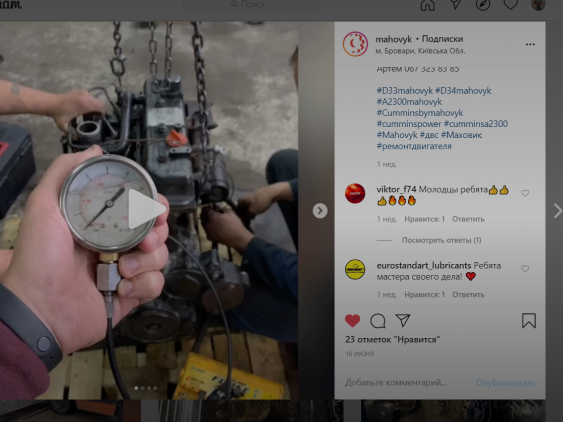 Поиск
mahovyk • Подписки
м. Бровари, Київська Обл.
Артем 067 323 83 85
#D33mahovyk #D34mahovyk
#A2300mahovyk
#Cumminsbymahovyk
#cumminspower #cumminsa2300
#Mahovyk #двс #Маховик
#ремонтдвигателя
1 нед.
viktor_f74 Молодцы ребята👍👍
👍🔥🔥🔥🔥
1 нед. Нравится: 1 Ответить
Посмотреть ответы (1)
eurostandart_lubricants Ребята
мастера своего дела! ❤️
1 нед. Нравится: 1 Ответить
23 отметок "Нравится"
16 ИЮНЯ
Добавьте комментарий...
Опубликовать